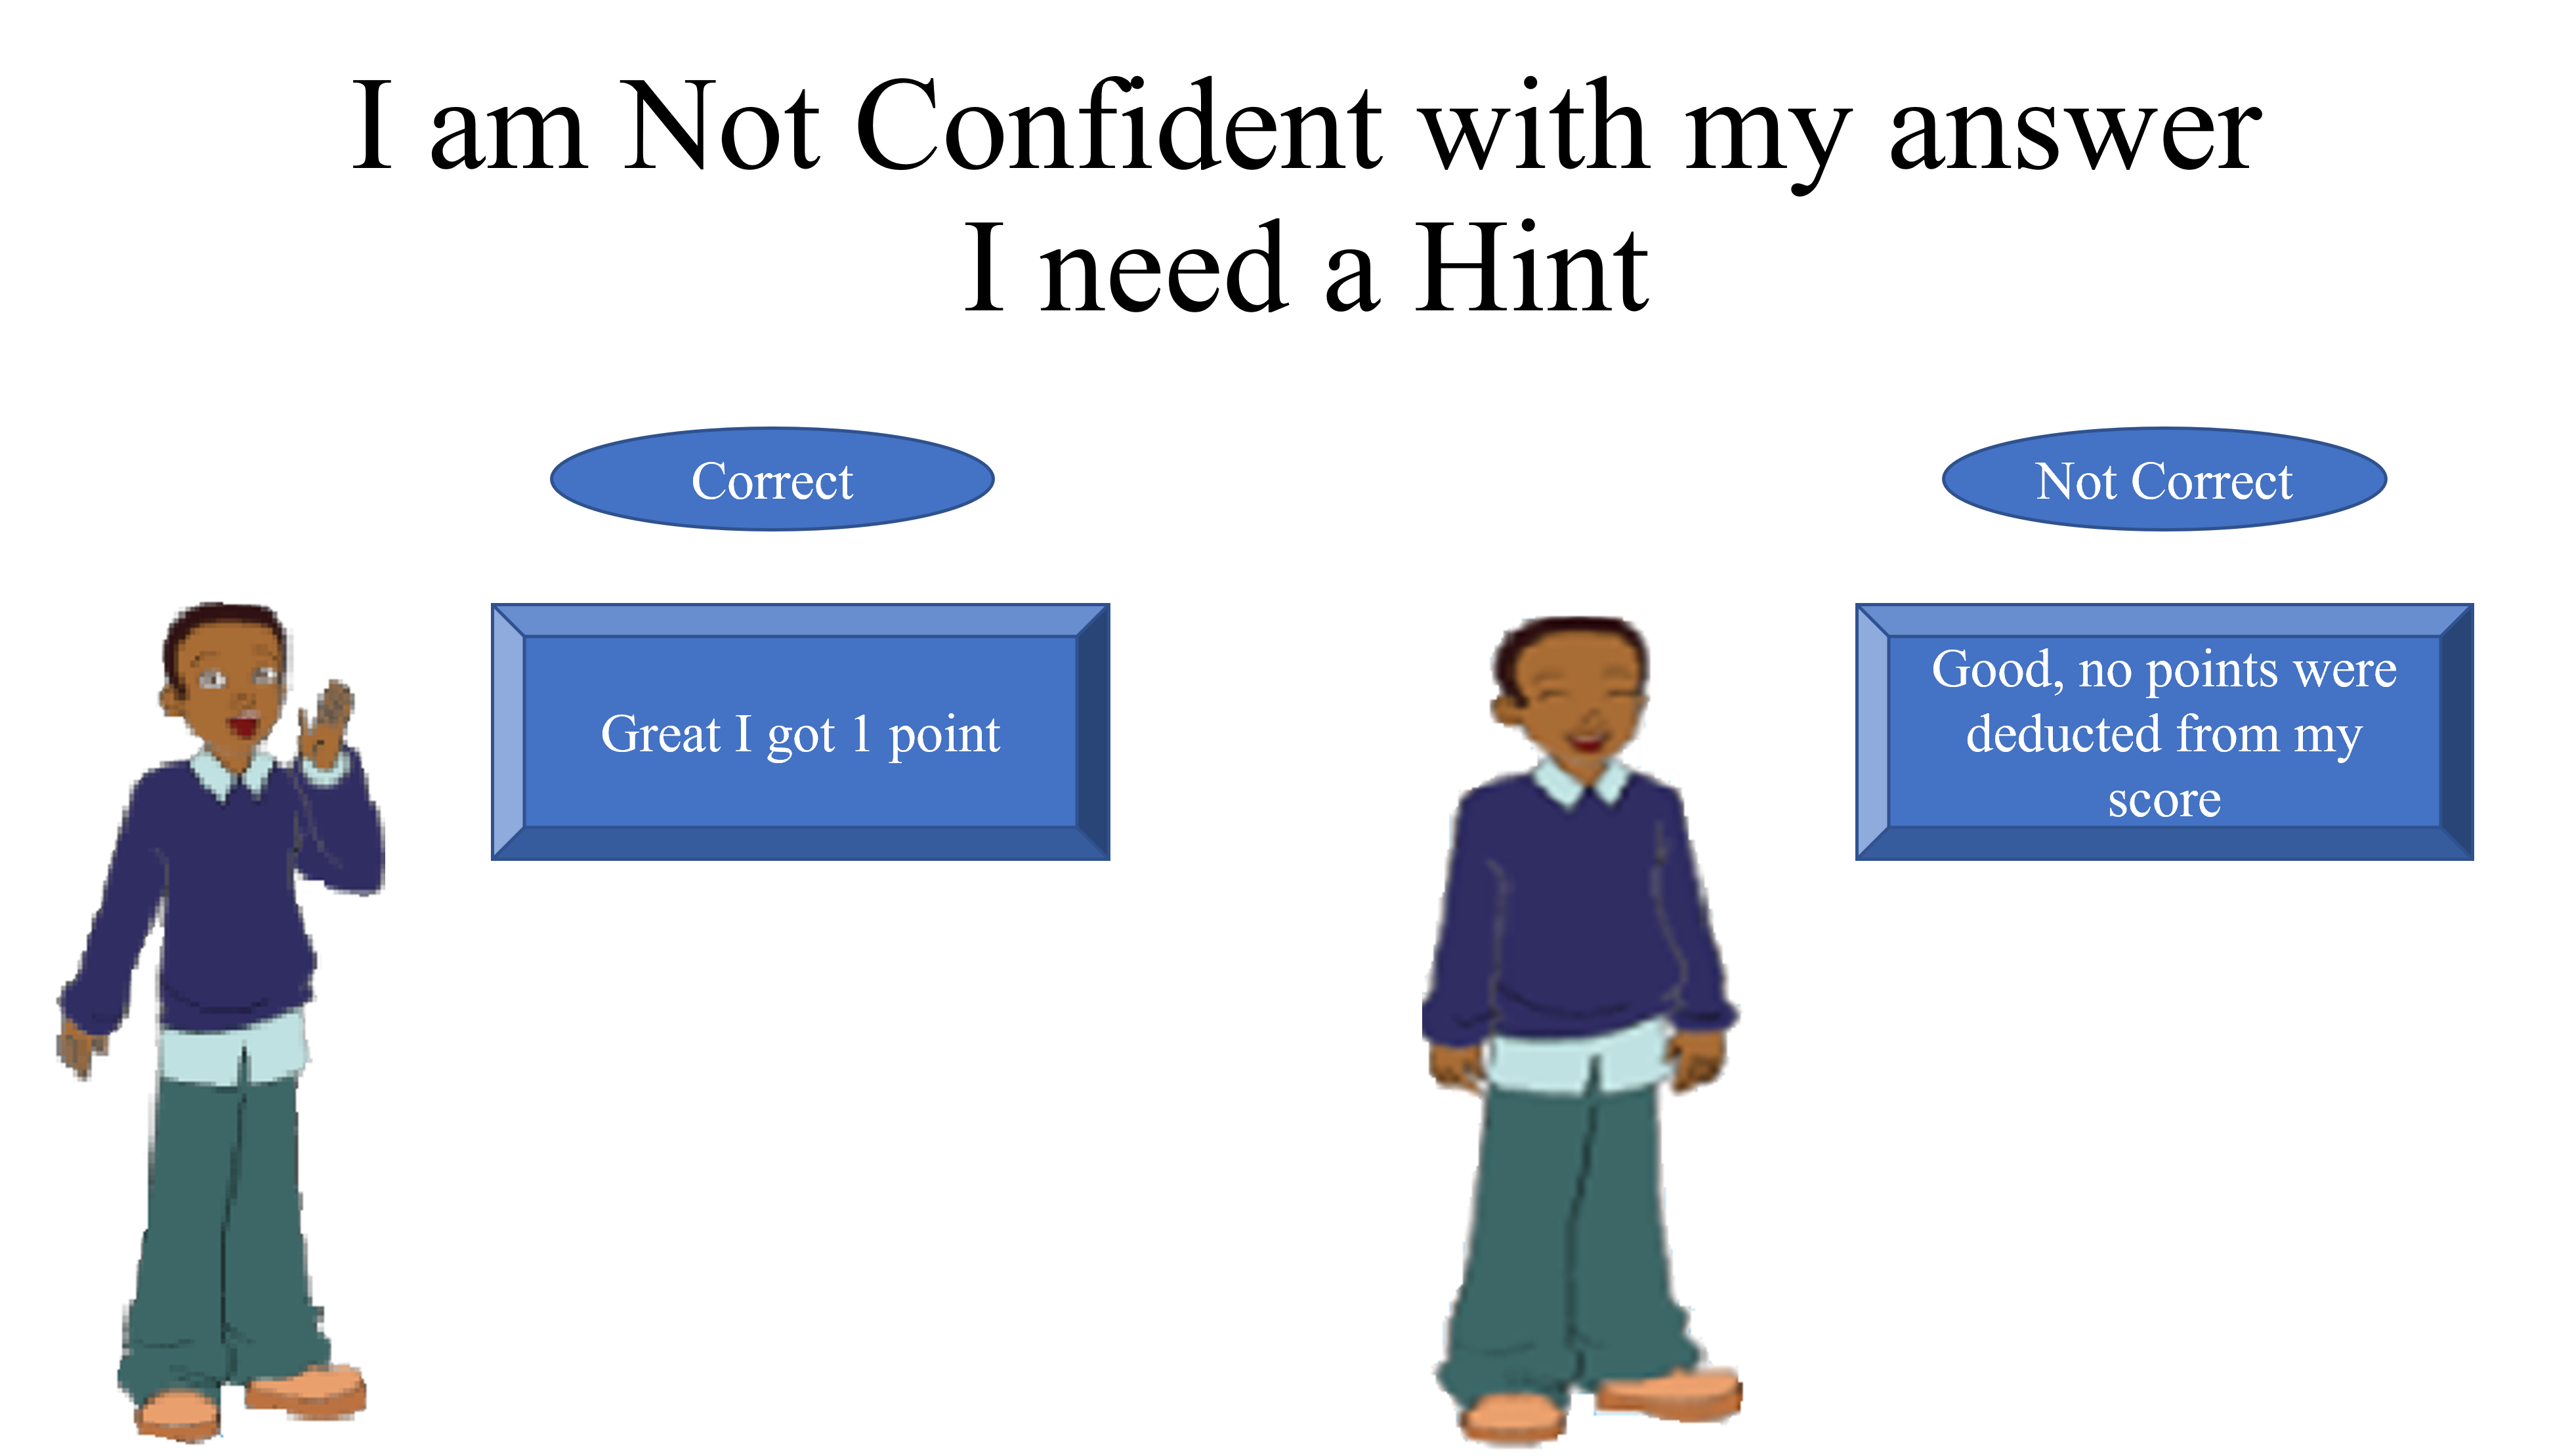 I am Not Confident with my answer
I need a Hint
Correct
Great I got 1 point
Not Correct
Good, no points were
deducted from my
score